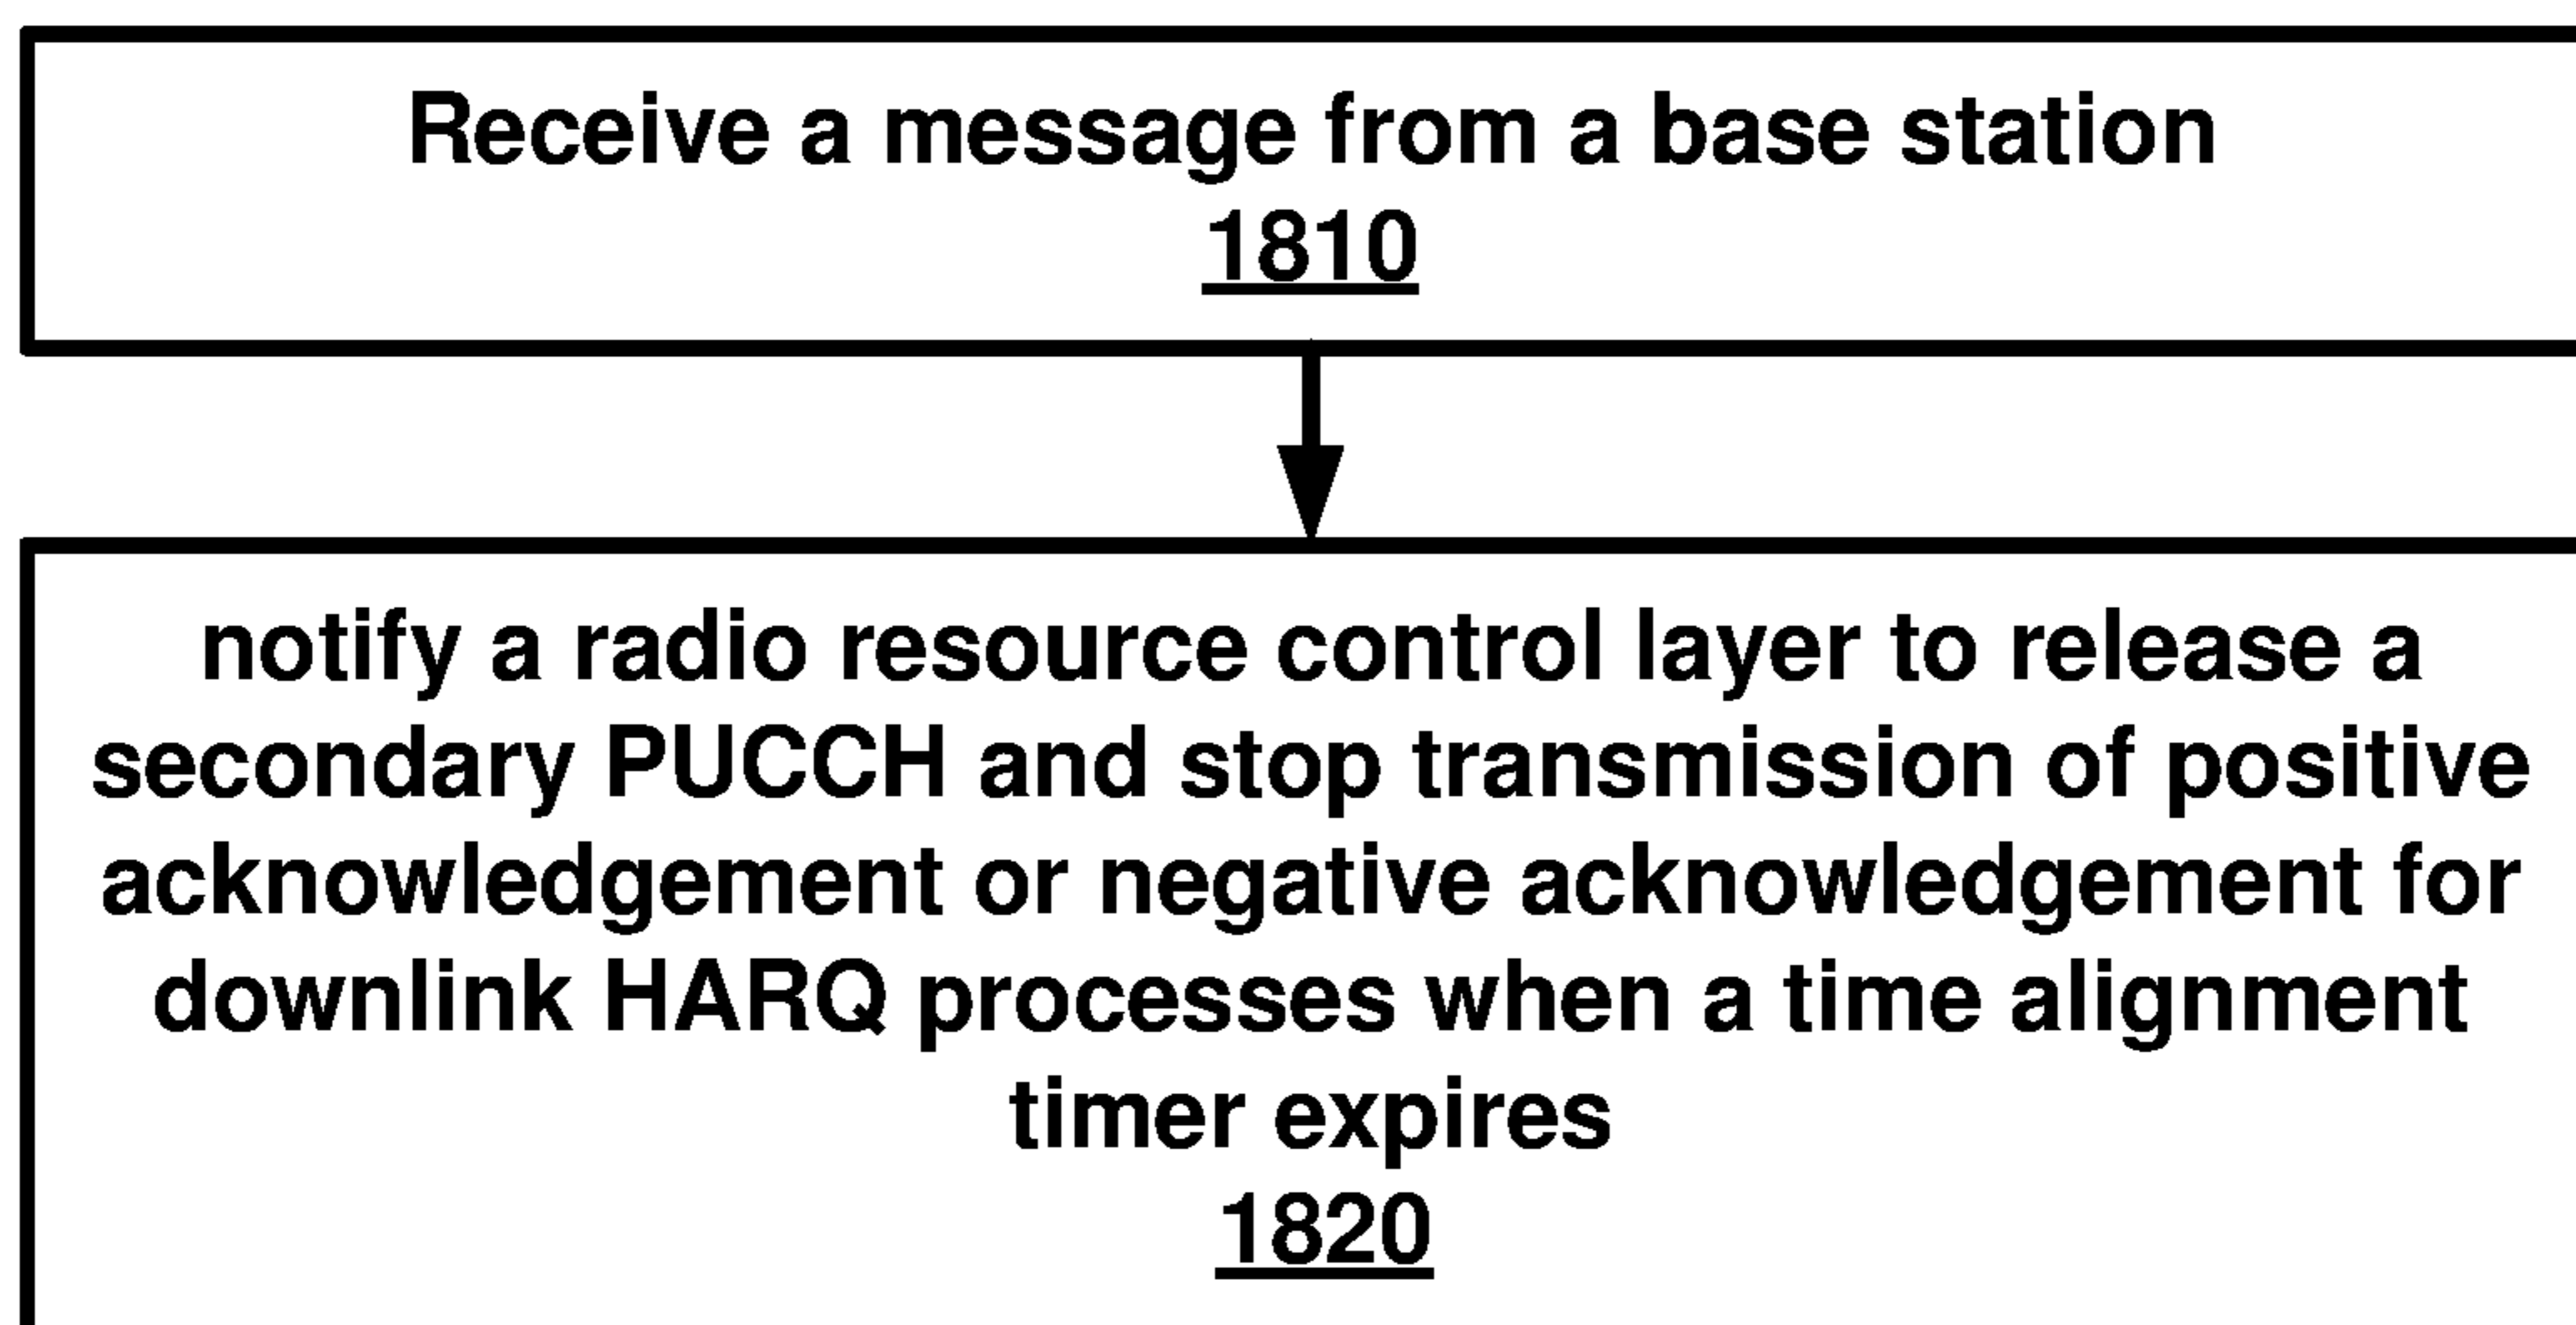 Receive a message from a base station
1810
notify a radio resource control layer to release a
secondary PUCCH and stop transmission of positive
acknowledgement or negative acknowledgement for
downlink HARQ processes when a time alignment
timer expires
1820